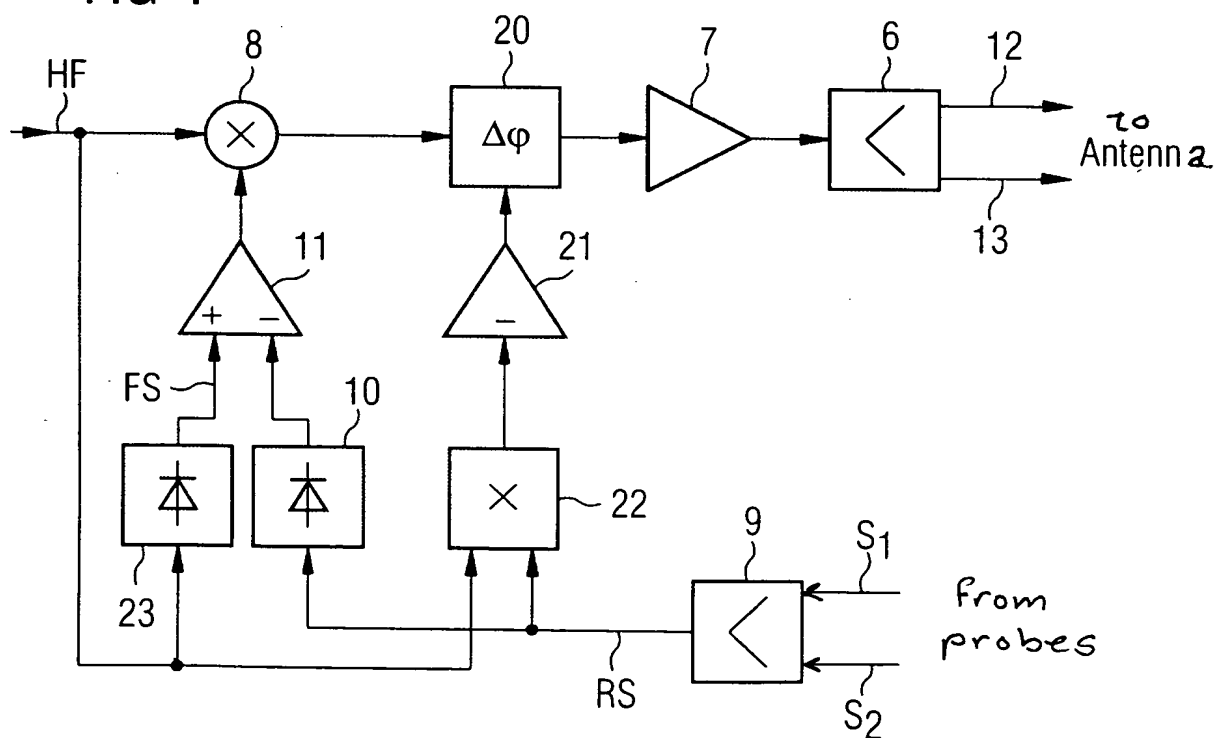 8
20
7
6
12
HF
Δφ
to
Antenna
13
11
21
+ −
−
FS
10
22
9
S1
from
probes
23
RS
S2